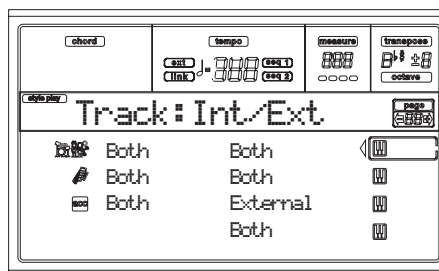 chord tempo measure transpose
ext seq 1
link seq 2
octave
style play
Track:Int/Ext page
Both Both
Both Both
ACC Both External
Both